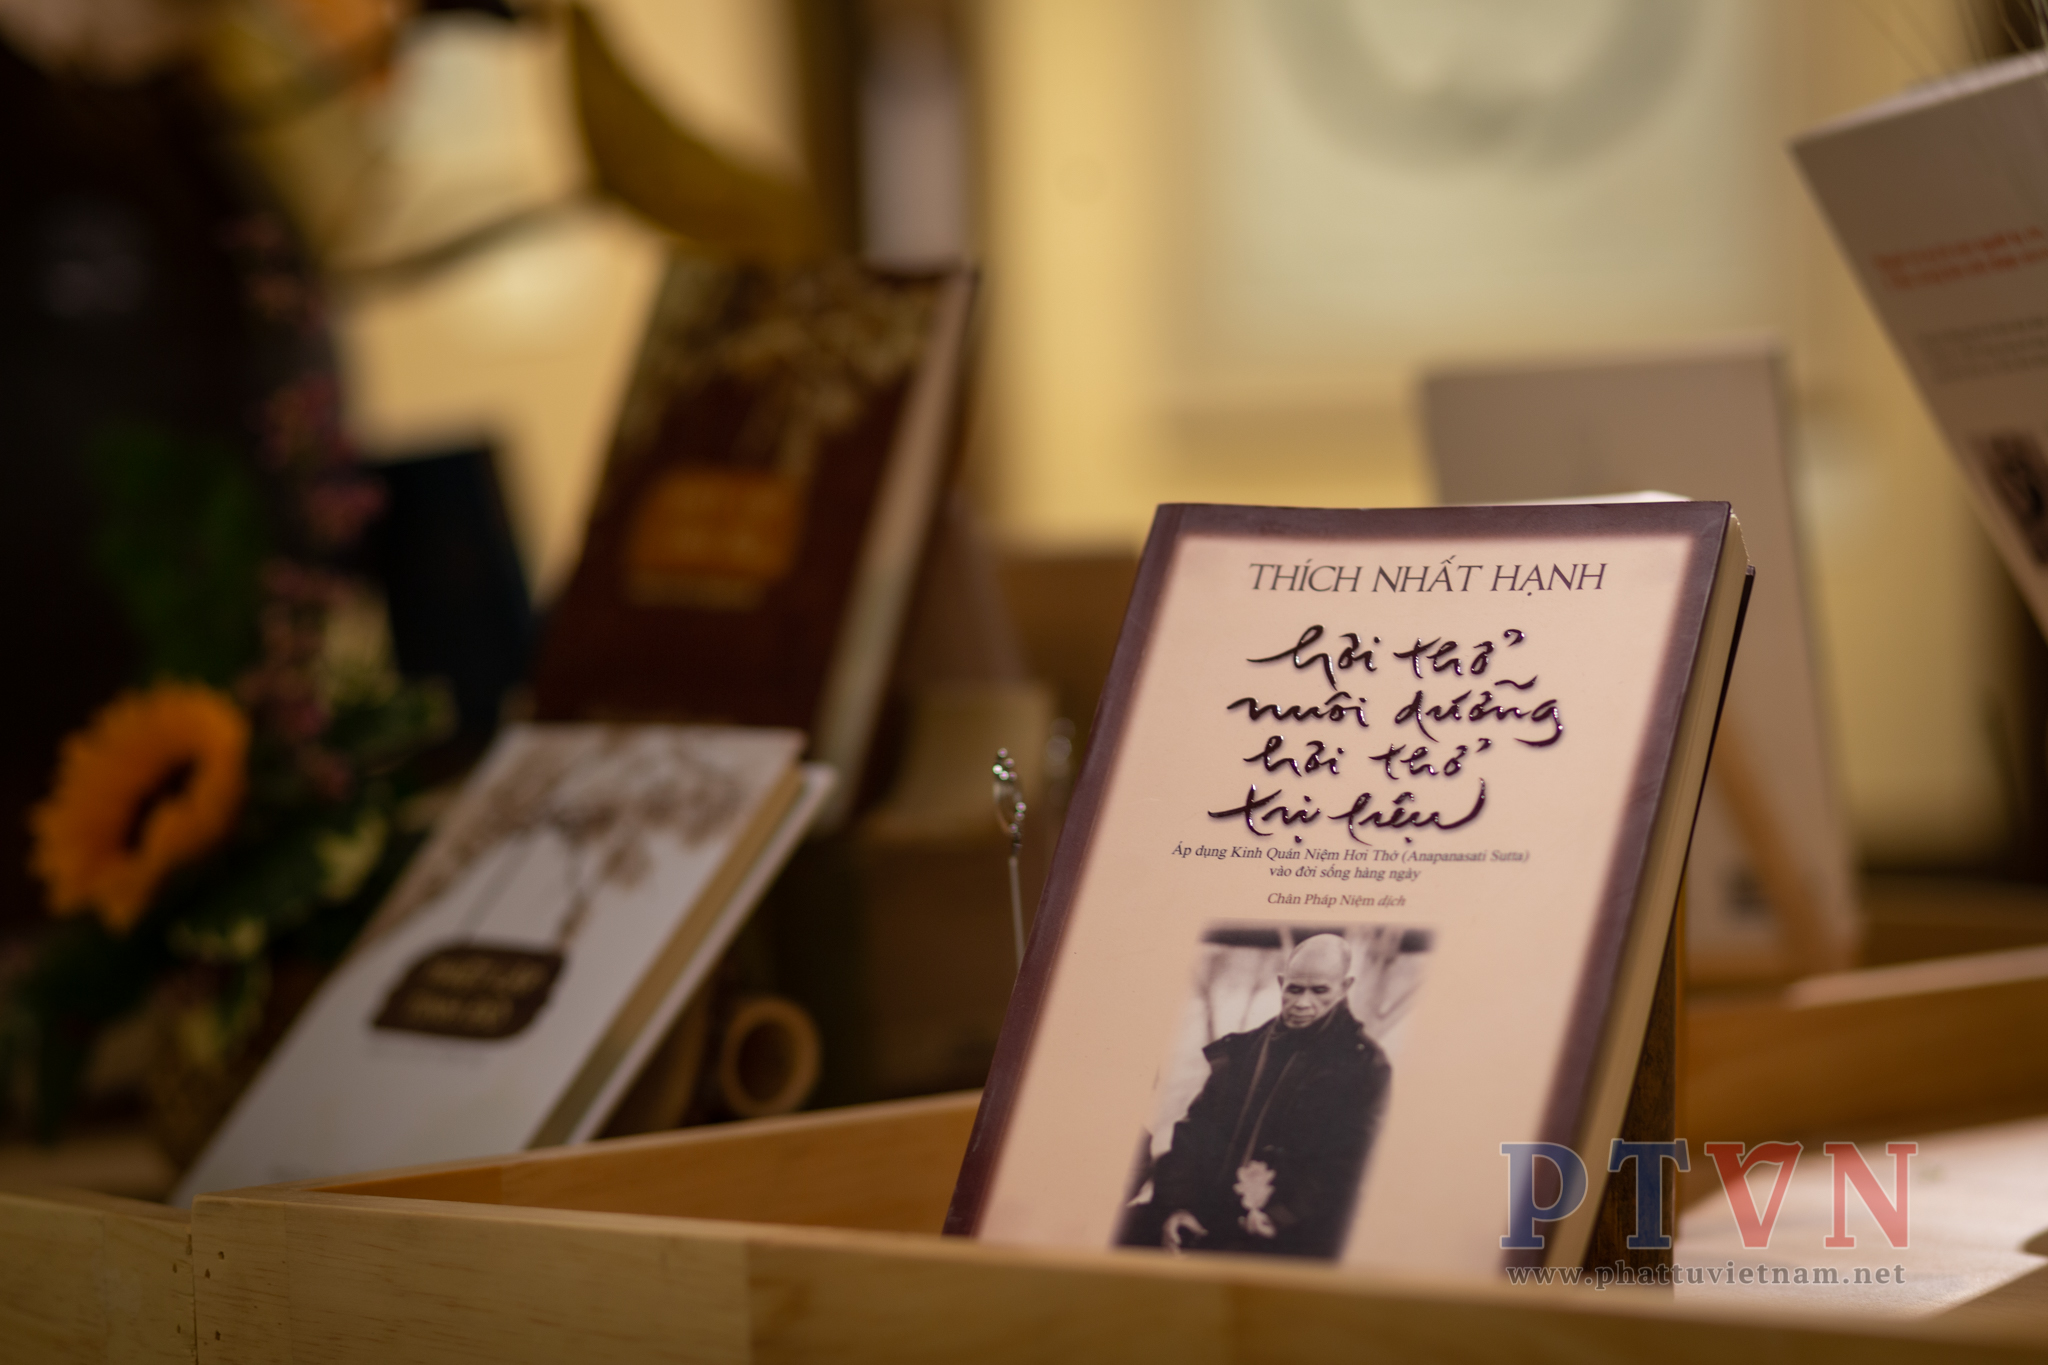 THÍCH NHẤT HẠNH
hơi thở
nuôi dưỡng
hơi thở
trị liệu
Áp dụng Kinh Quán Niệm Hơi Thở (Anapanasati Sutta)
vào đời sống hàng ngày
Chân Pháp Niệm dịch
PTVN
www.phattuvietnam.net